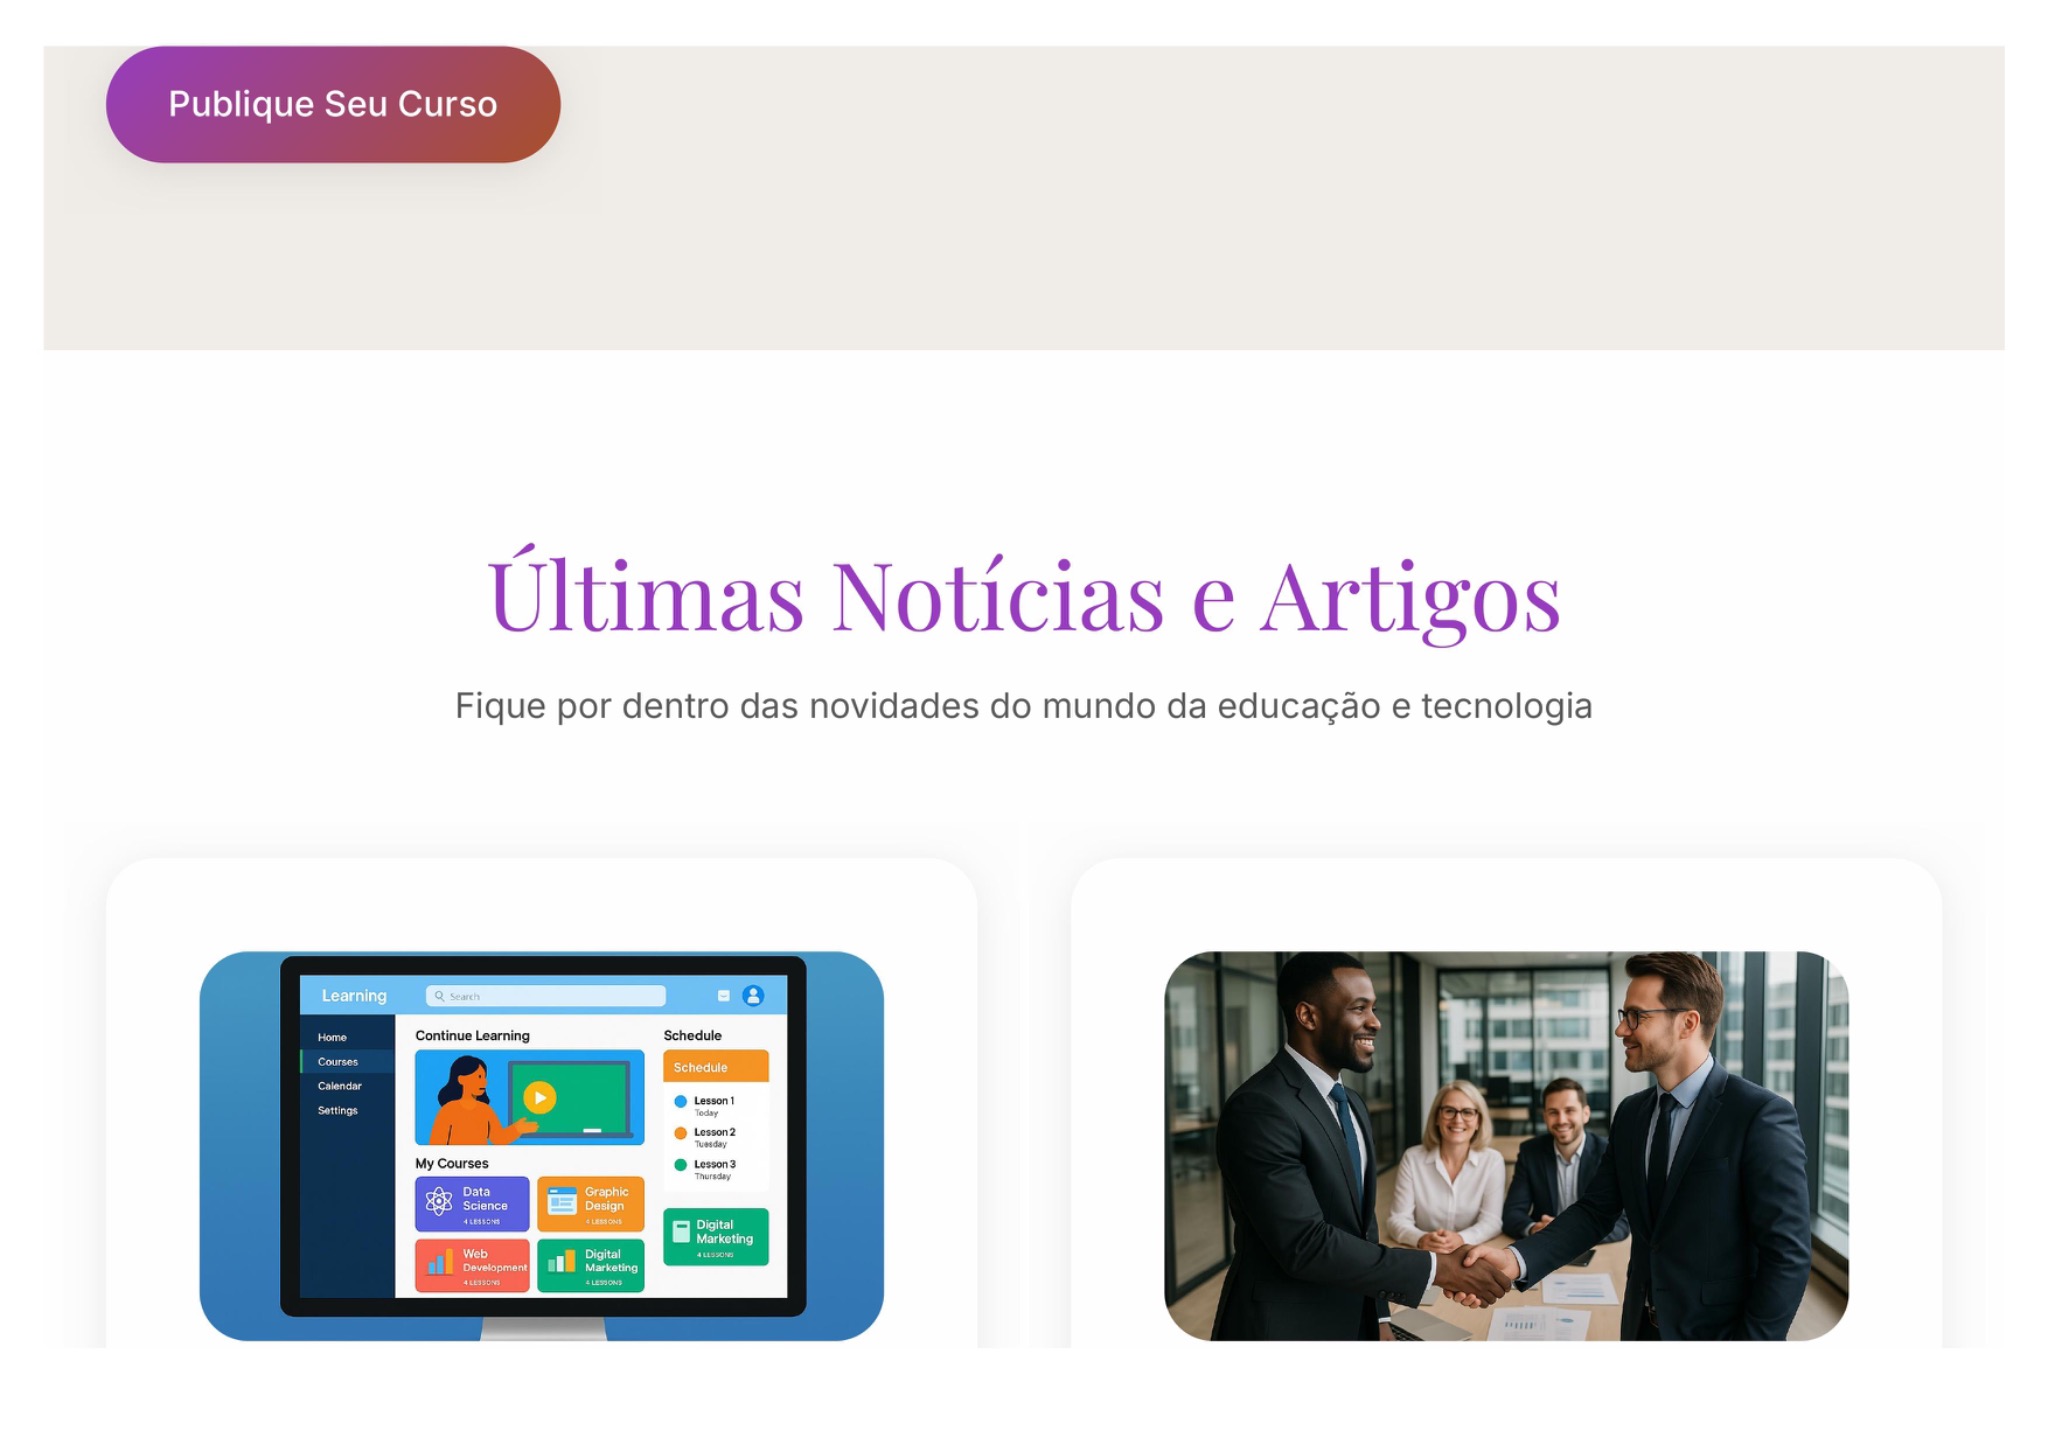 Publique Seu Curso
Últimas Notícias e Artigos
Fique por dentro das novidades do mundo da educação e tecnologia
Learning
Search
Home
Courses
Calendar
Settings
Continue Learning
Schedule
Schedule
Lesson 1
Today
Lesson 2
Tuesday
Lesson 3
Thursday
My Courses
Data
Science
4 LESSONS
Graphic
Design
4 LESSONS
Web
Development
4 LESSONS
Digital
Marketing
4 LESSONS
Digital
Marketing
4 LESSONS